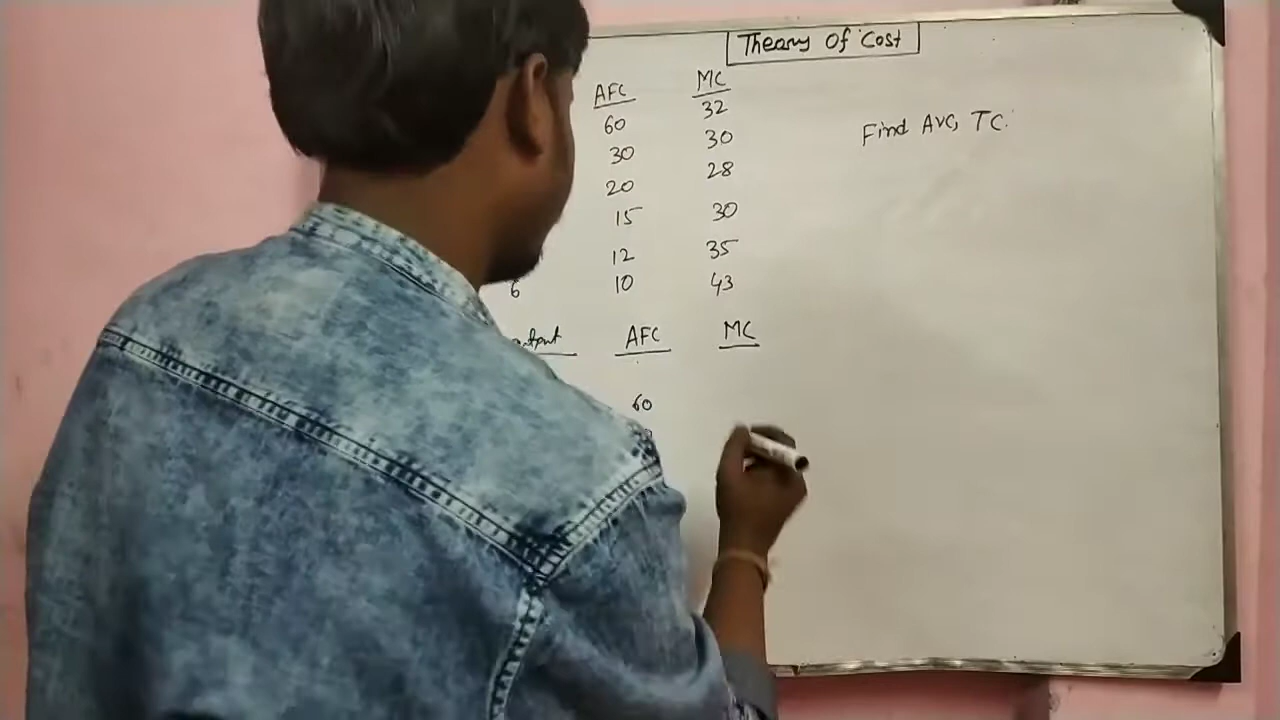 Theory Of Cost
AFC MC
60 32
30 30
20 28
15 30
12 35
6 10 43
Find AVC, TC.
AFC MC
60